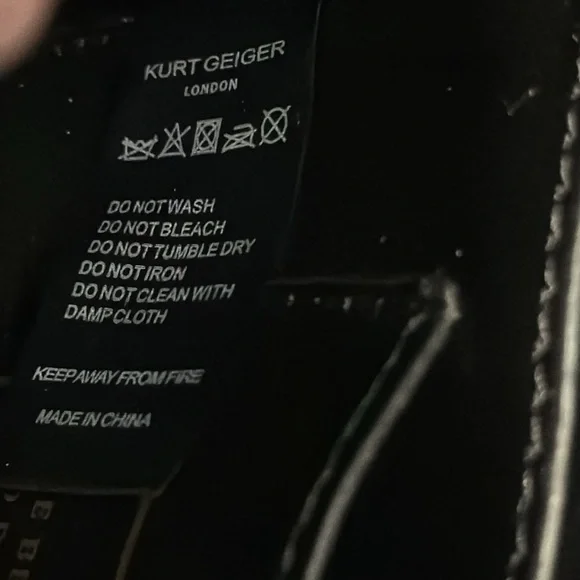 KURT GEIGER
LONDON
DO NOT WASH
DO NOT BLEACH
DO NOT TUMBLE DRY
DO NOT IRON
DO NOT CLEAN WITH
DAMP CLOTH
KEEP AWAY FROM FIRE
MADE IN CHINA